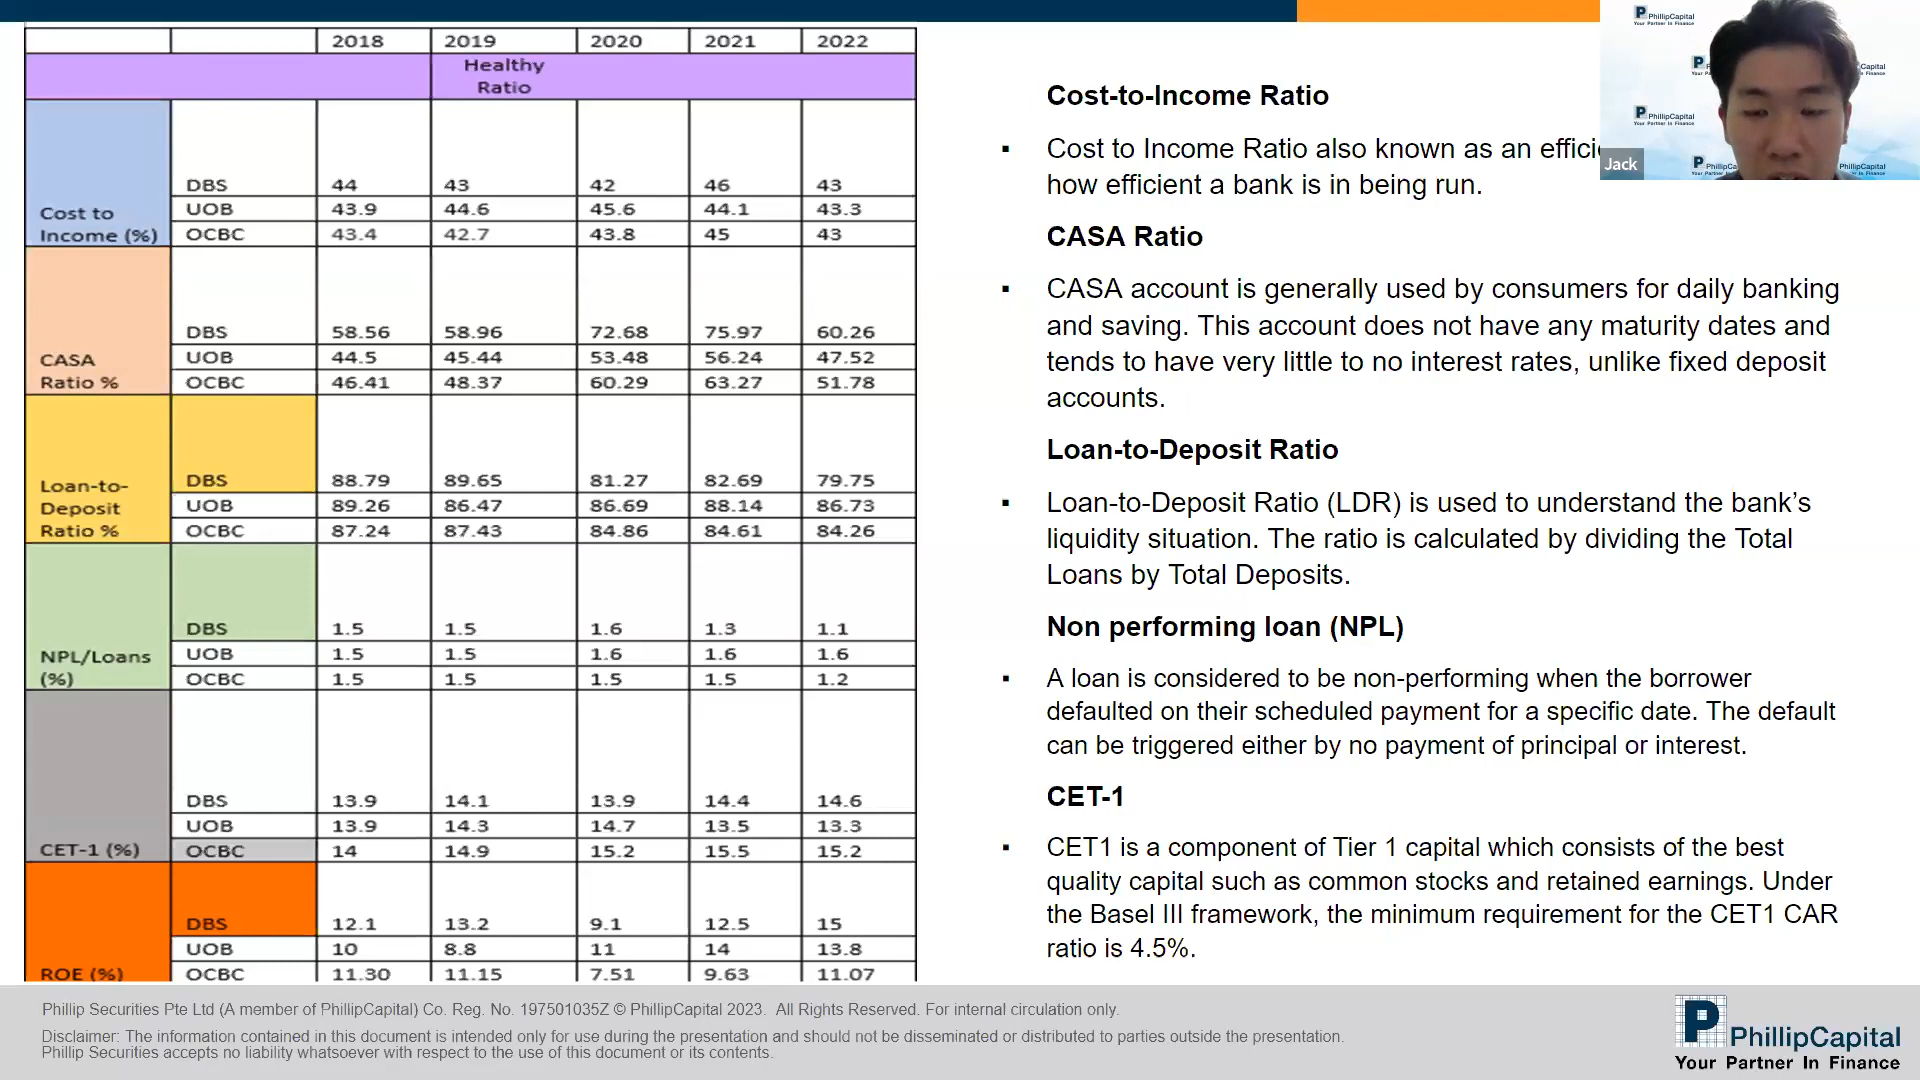 2018 2019 2020 2021 2022
Healthy
Ratio
DBS 44 43 42 46 43
UOB 43.9 44.6 45.6 44.1 43.3
Cost to
Income (%) OCBC 43.4 42.7 43.8 45 43
DBS 58.56 58.96 72.68 75.97 60.26
UOB 44.5 45.44 53.48 56.24 47.52
CASA
Ratio % OCBC 46.41 48.37 60.29 63.27 51.78
DBS 88.79 89.65 81.27 82.69 79.75
Loan-to-
Deposit UOB 89.26 86.47 86.69 88.14 86.73
Ratio % OCBC 87.24 87.43 84.86 84.61 84.26
DBS 1.5 1.5 1.6 1.3 1.1
UOB 1.5 1.5 1.6 1.6 1.6
NPL/Loans
(%) OCBC 1.5 1.5 1.5 1.5 1.2
DBS 13.9 14.1 13.9 14.4 14.6
UOB 13.9 14.3 14.7 13.5 13.3
CET-1 (%) OCBC 14 14.9 15.2 15.5 15.2
DBS 12.1 13.2 9.1 12.5 15
UOB 10 8.8 11 14 13.8
ROE (%) OCBC 11.30 11.15 7.51 9.63 11.07
Cost-to-Income Ratio
▪ Cost to Income Ratio also known as an effici
how efficient a bank is in being run.
CASA Ratio
▪ CASA account is generally used by consumers for daily banking
and saving. This account does not have any maturity dates and
tends to have very little to no interest rates, unlike fixed deposit
accounts.
Loan-to-Deposit Ratio
▪ Loan-to-Deposit Ratio (LDR) is used to understand the bank’s
liquidity situation. The ratio is calculated by dividing the Total
Loans by Total Deposits.
Non performing loan (NPL)
▪ A loan is considered to be non-performing when the borrower
defaulted on their scheduled payment for a specific date. The default
can be triggered either by no payment of principal or interest.
CET-1
▪ CET1 is a component of Tier 1 capital which consists of the best
quality capital such as common stocks and retained earnings. Under
the Basel III framework, the minimum requirement for the CET1 CAR
ratio is 4.5%.
PhillipCapital
Your Partner In Finance
Capital
In Finance
PhillipCapital
Your Partner In Finance
Jack
PhillipCa
PhillipCapital
Your Partner In Finance
Phillip Securities Pte Ltd (A member of PhillipCapital) Co. Reg. No. 197501035Z © PhillipCapital 2023. All Rights Reserved. For internal circulation only.
Disclaimer: The information contained in this document is intended only for use during the presentation and should not be disseminated or distributed to parties outside the presentation.
Phillip Securities accepts no liability whatsoever with respect to the use of this document or its contents.
PhillipCapital
Your Partner In Finance